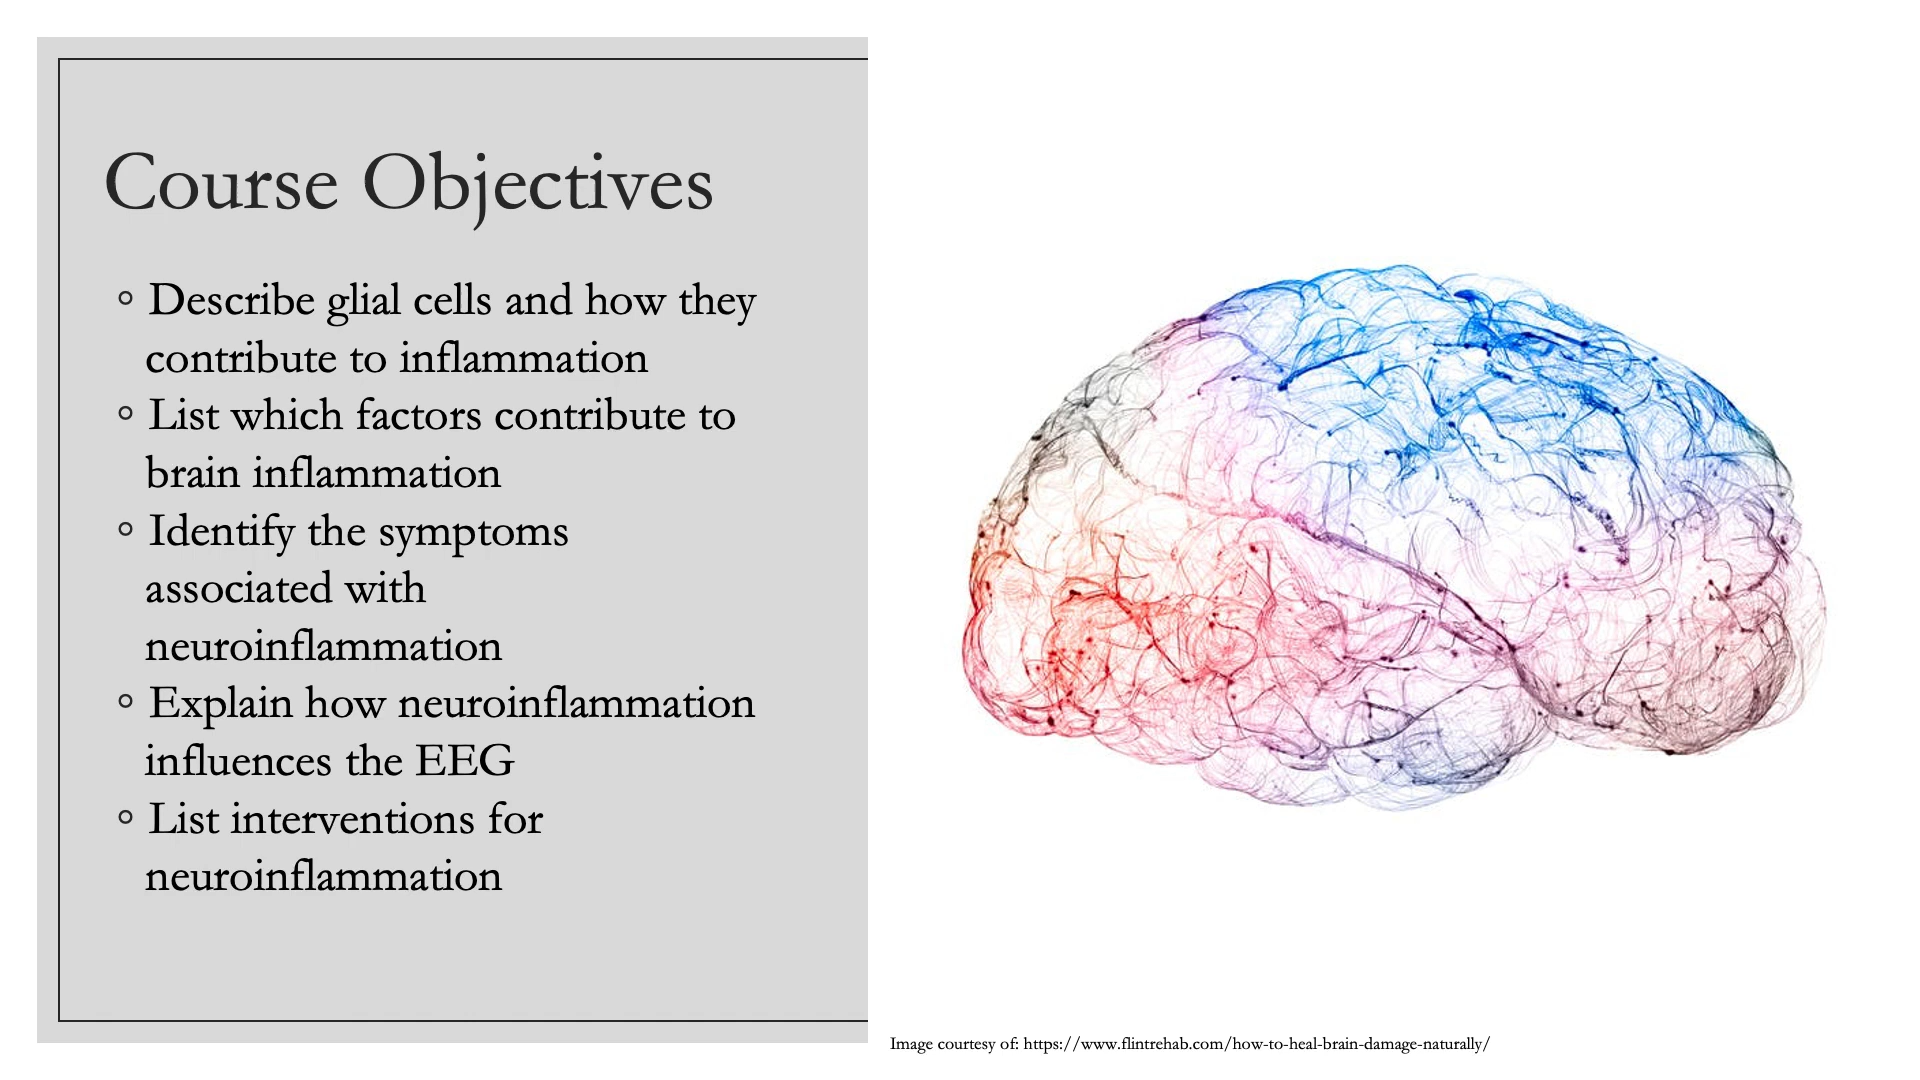 Course Objectives
◦ Describe glial cells and how they
contribute to inflammation
◦ List which factors contribute to
brain inflammation
◦ Identify the symptoms
associated with
neuroinflammation
◦ Explain how neuroinflammation
influences the EEG
◦ List interventions for
neuroinflammation
Image courtesy of: https://www.flintrehab.com/how-to-heal-brain-damage-naturally/